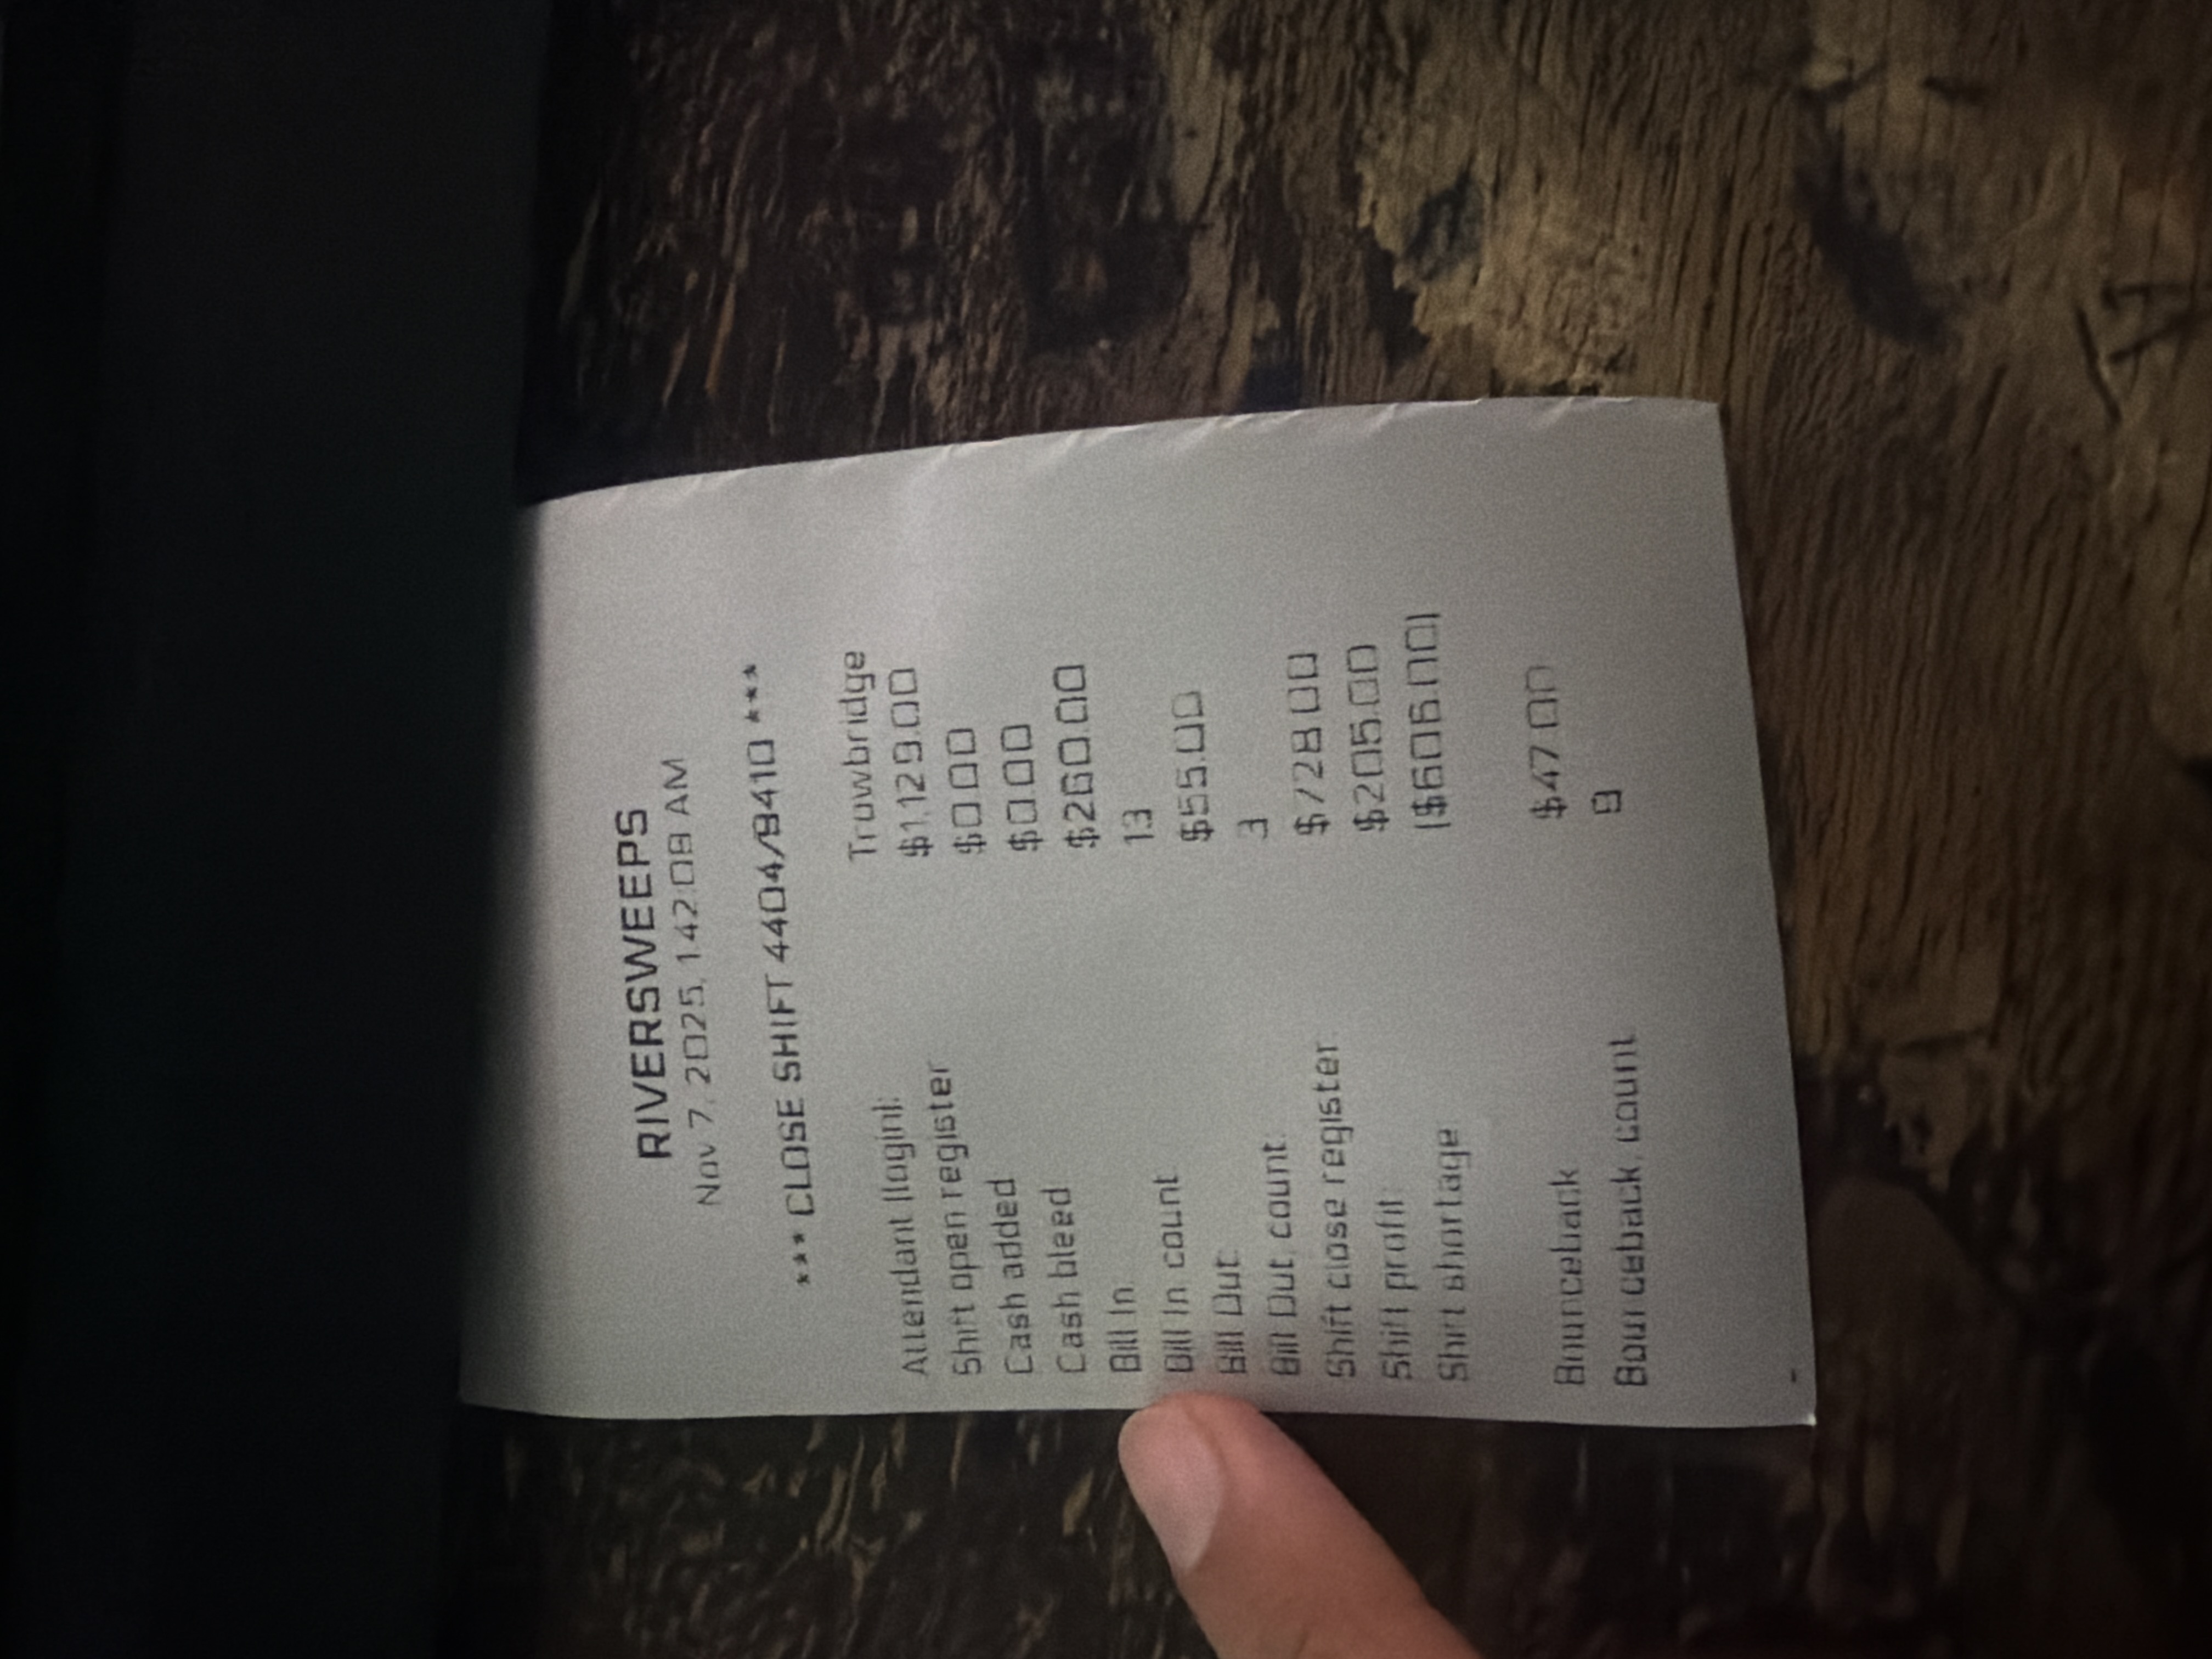 RIVERSWEEPS
Nov 7, 2025, 1:42:08 AM
*** CLOSE SHIFT 4404/8410 ***
Attendant (login): Trowbridge
Shift open register $1,129.00
Cash added: $0.00
Cash bleed $0.00
Bill In: $260.00
Bill In count: 13
Bill Out: $55.00
Bill Out, count: 3
Shift close register: $728.00
Shift profit: $205.00
Shift shortage ($606.00)
Bounceback $47.00
Bounceback, count 9